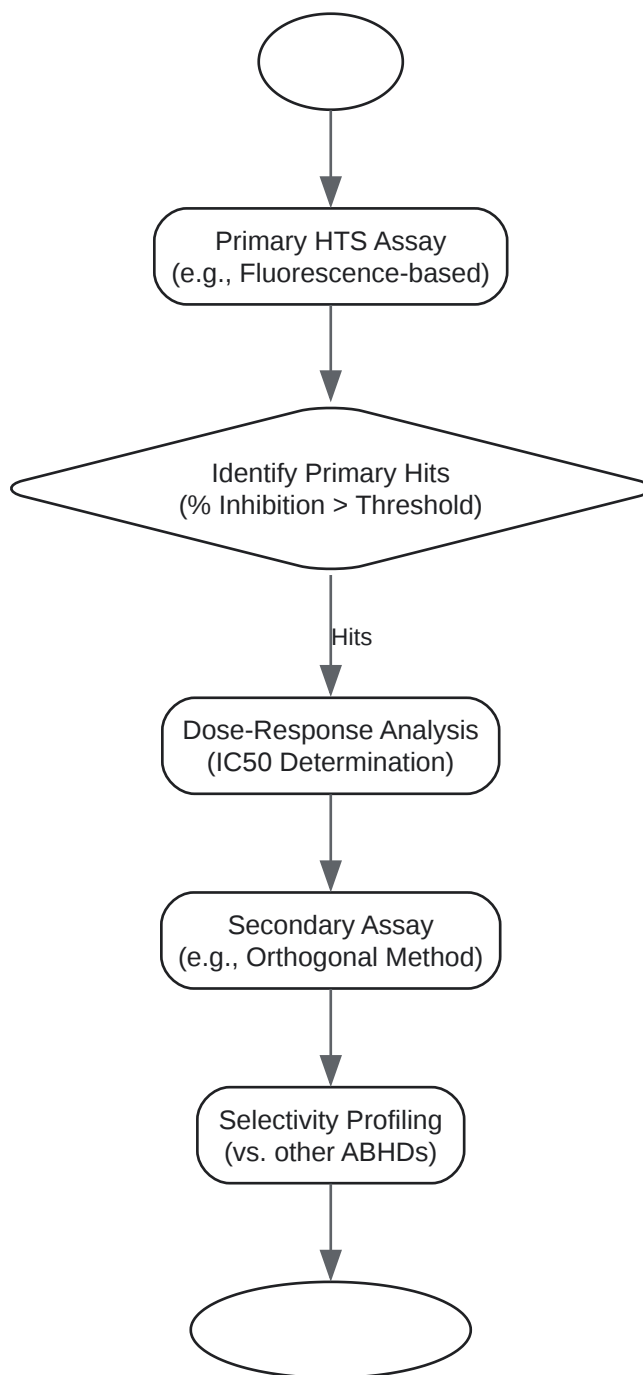 Primary HTS Assay
(e.g., Fluorescence-based)
Identify Primary Hits
(% Inhibition > Threshold)
Hits
Dose-Response Analysis
(IC50 Determination)
Secondary Assay
(e.g., Orthogonal Method)
Selectivity Profiling
(vs. other ABHDs)